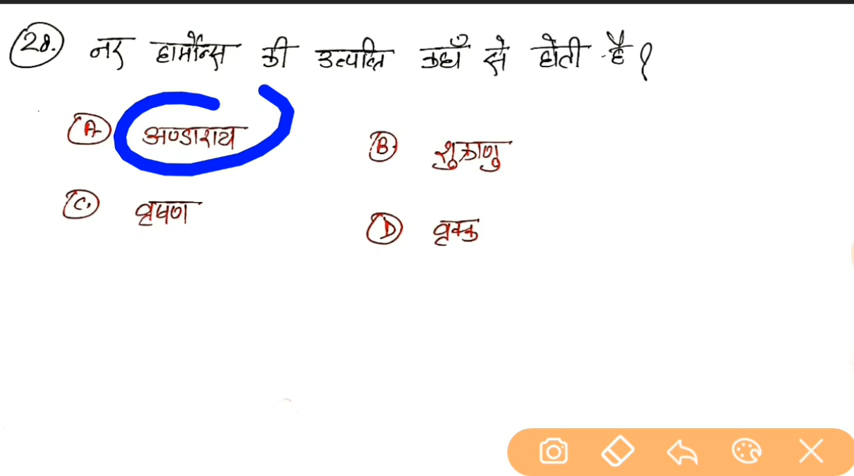 28. नर हार्मोन्स की उत्पत्ति कहाँ से होती है ?
A अण्डाशय
B. शुक्राणु
C. वृषण
D वृक्क